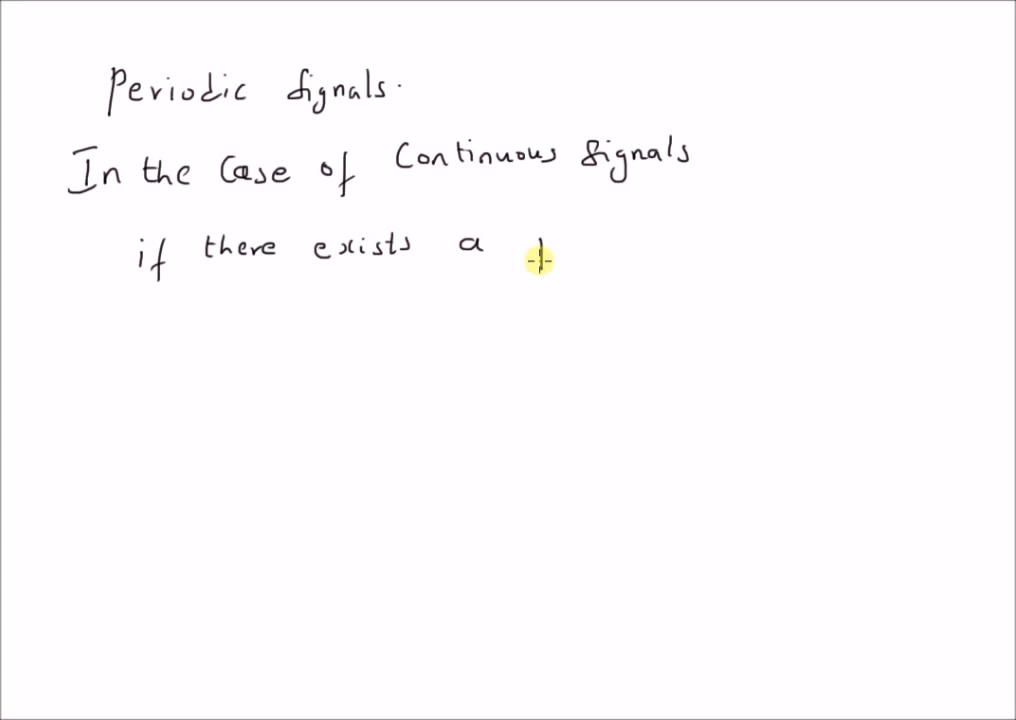 Periodic Signals.
In the Case of Continuous Signals
if there exists a